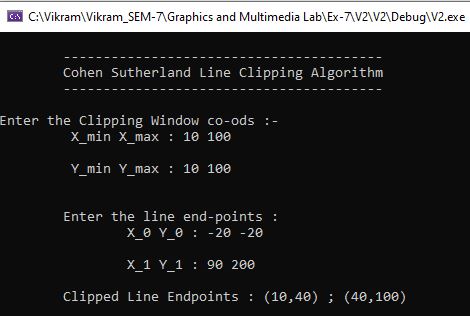 C:\Vikram\Vikram_SEM-7\Graphics and Multimedia Lab\Ex-7\V2\V2\Debug\V2.exe
----------------------------------------
Cohen Sutherland Line Clipping Algorithm
----------------------------------------
Enter the Clipping Window co-ods :-
X_min X_max : 10 100
Y_min Y_max : 10 100
Enter the line end-points :
X_0 Y_0 : -20 -20
X_1 Y_1 : 90 200
Clipped Line Endpoints : (10,40) ; (40,100)